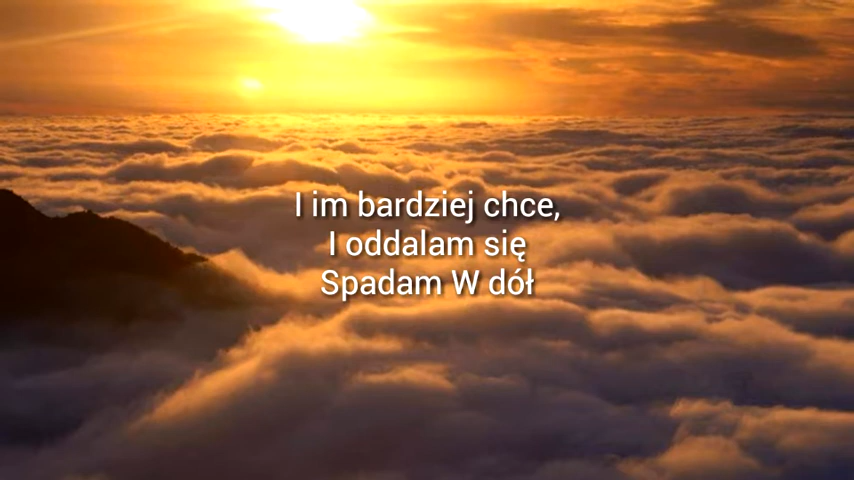 I im bardziej chce,
I oddalam się
Spadam W dół